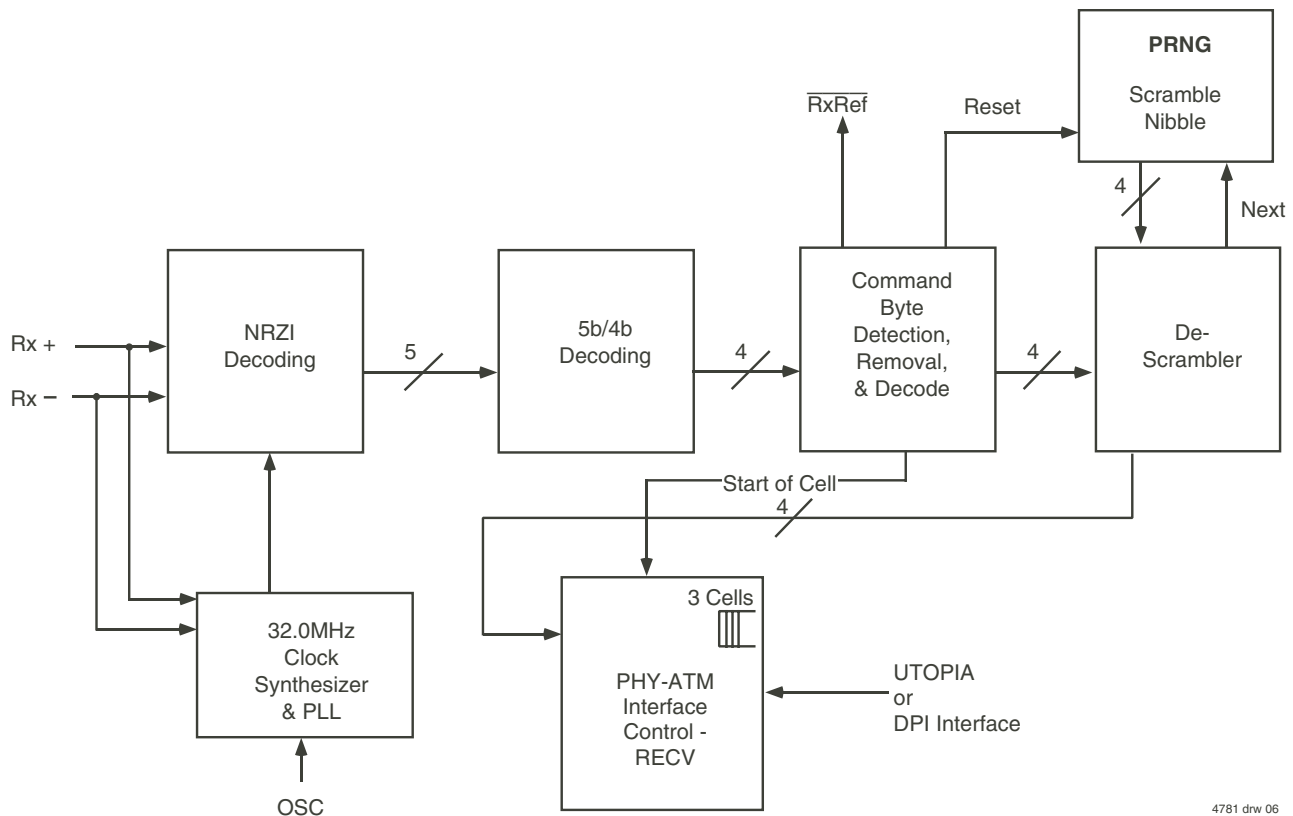 PRNG
Scramble
Nibble
RxRef
Reset
4
Next
Rx +
Rx −
NRZI
Decoding
5
5b/4b
Decoding
4
Command
Byte
Detection,
Removal,
& Decode
4
De-
Scrambler
Start of Cell
4
32.0MHz
Clock
Synthesizer
& PLL
OSC
3 Cells
PHY-ATM
Interface
Control -
RECV
UTOPIA
or
DPI Interface
4781 drw 06